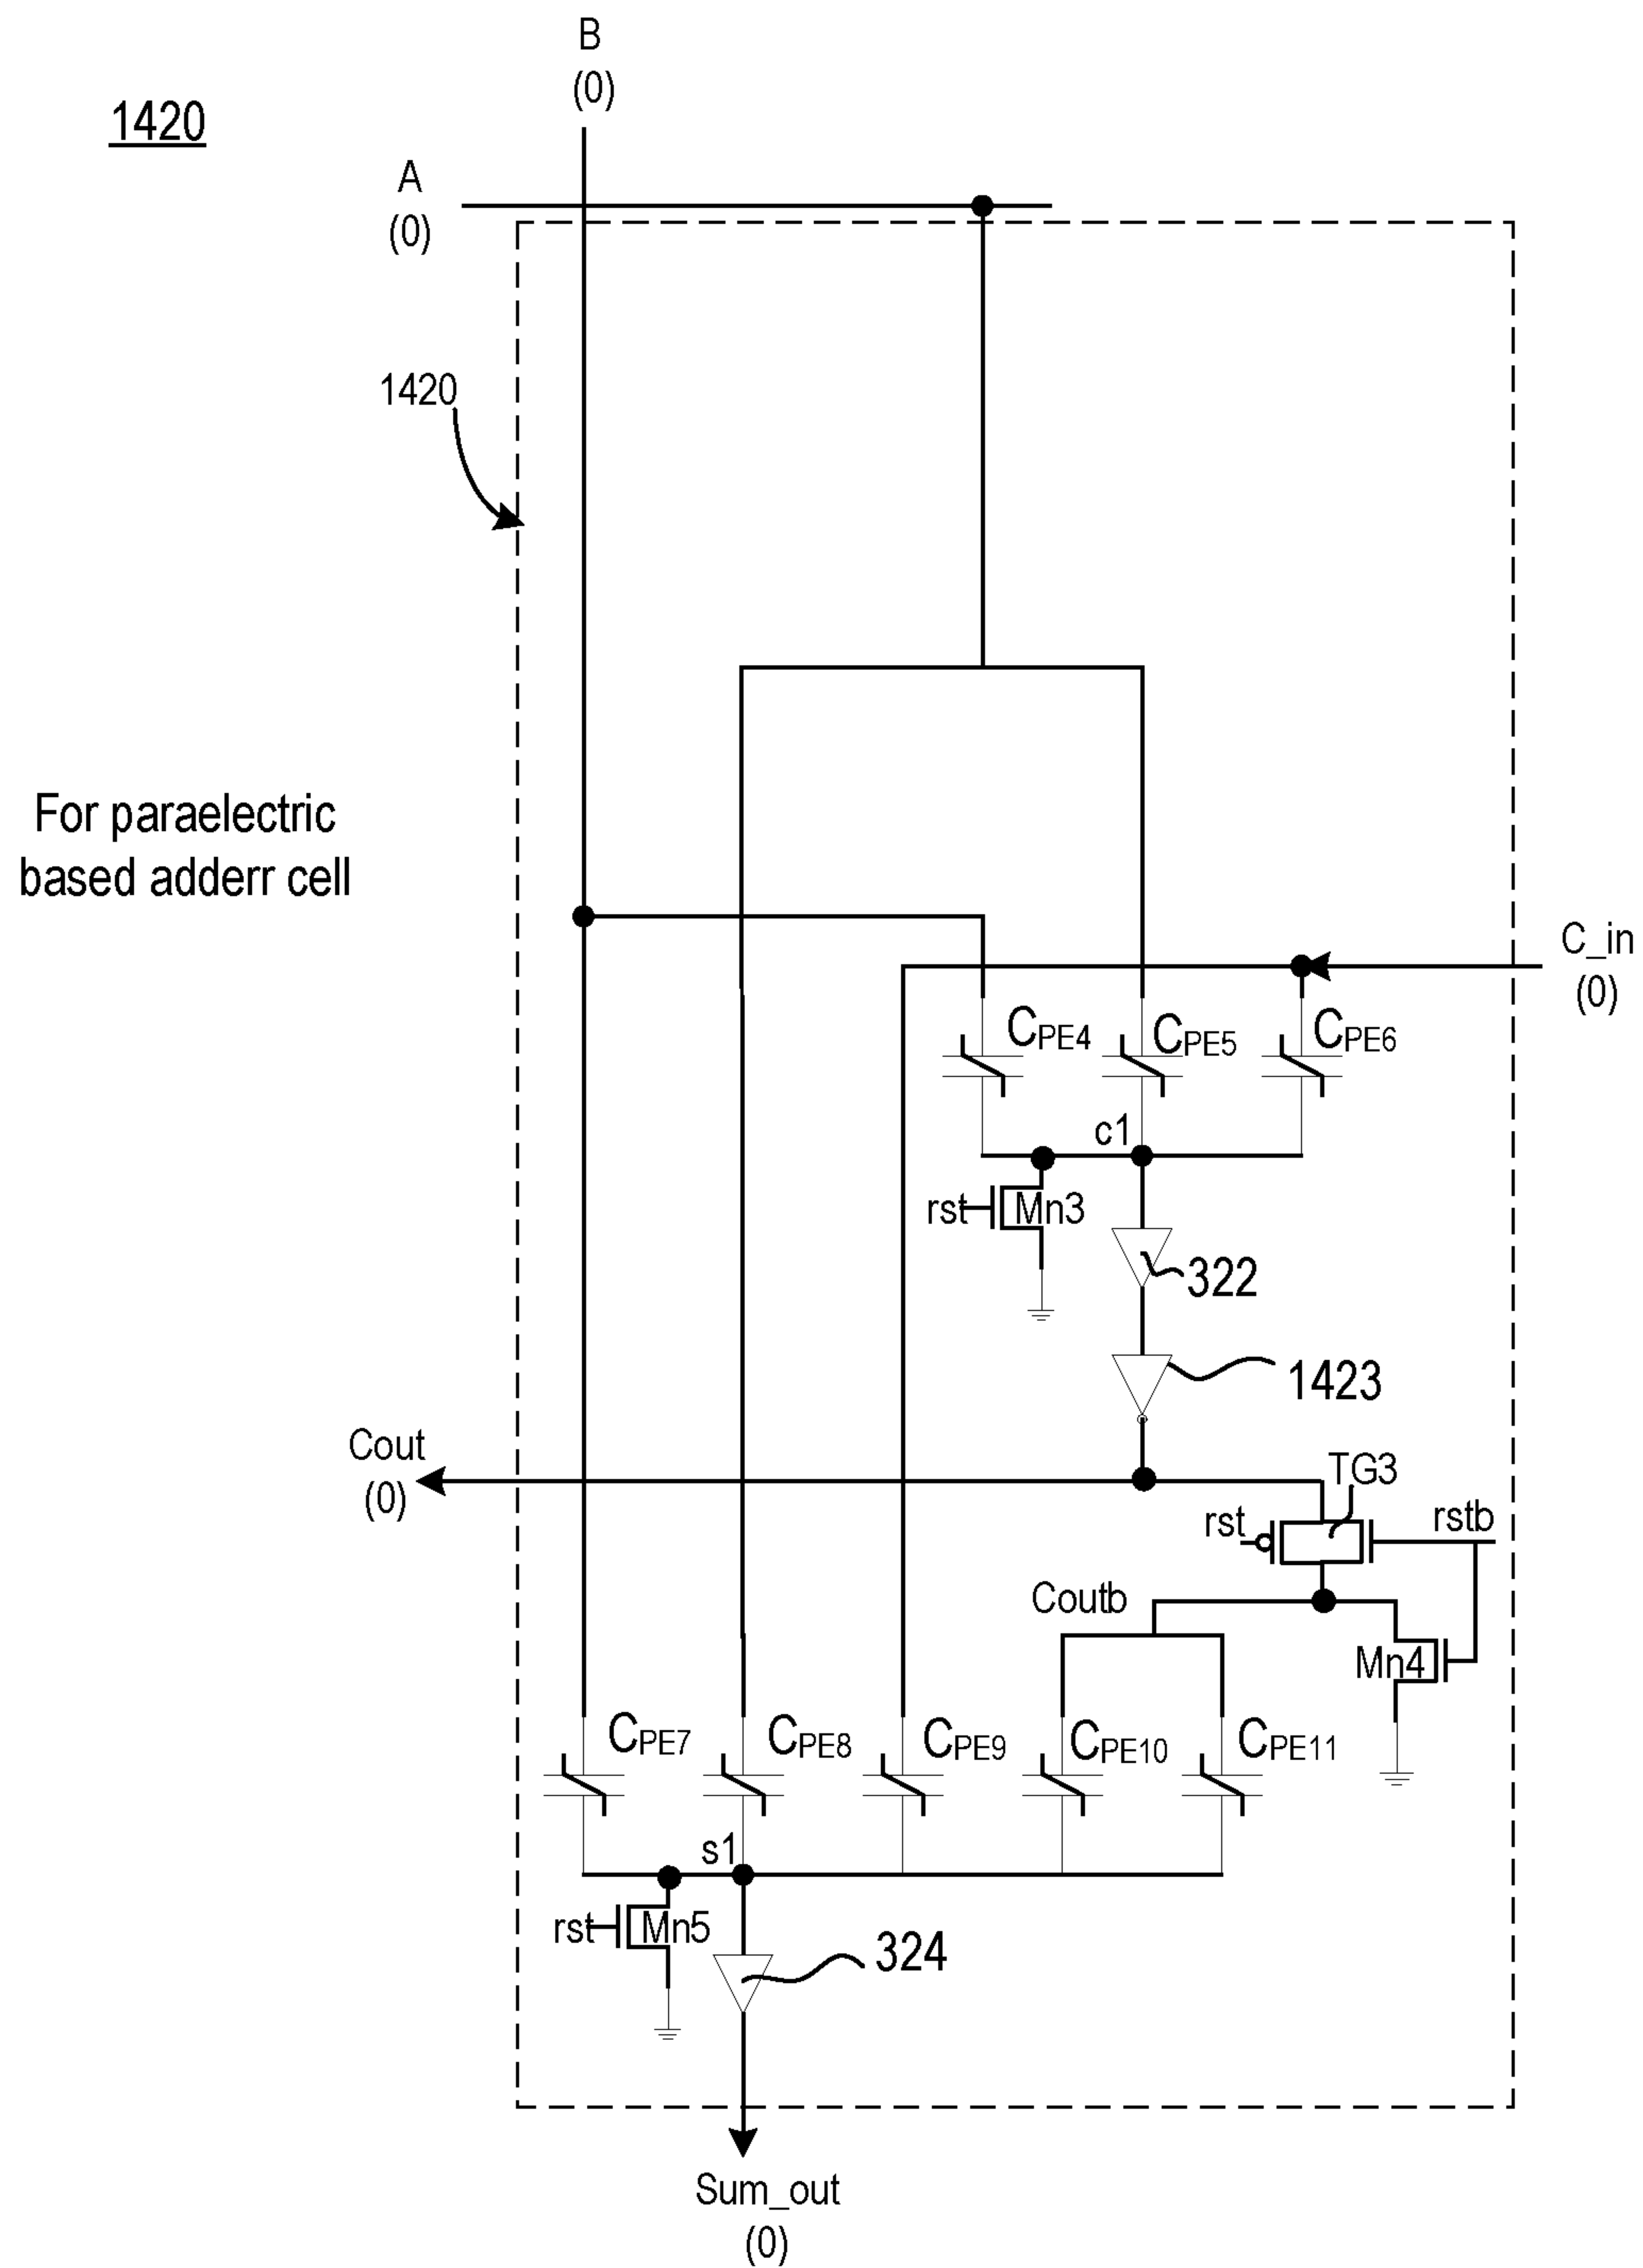 B
(0)
1420
A
(0)
1420
For paraelectric
based adderr cell
C_in
(0)
CPE4
CPE5
CPE6
c1
rst
Mn3
322
1423
Cout
(0)
TG3
rst
rstb
Coutb
Mn4
CPE7
CPE8
CPE9
CPE10
CPE11
s1
rst
Mn5
324
Sum_out
(0)